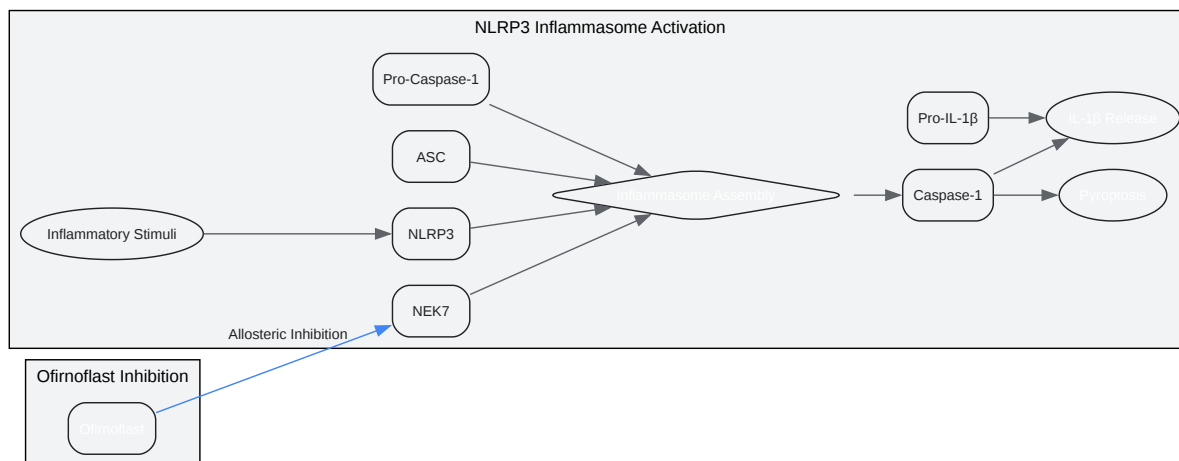 NLRP3 Inflammasome Activation
Pro-Caspase-1
Pro-IL-1β
IL-1β Release
ASC
Inflammasome Assembly
Caspase-1
Pyroptosis
Inflammatory Stimuli
NLRP3
NEK7
Allosteric Inhibition
Ofirnoflast Inhibition
Ofirnoflast